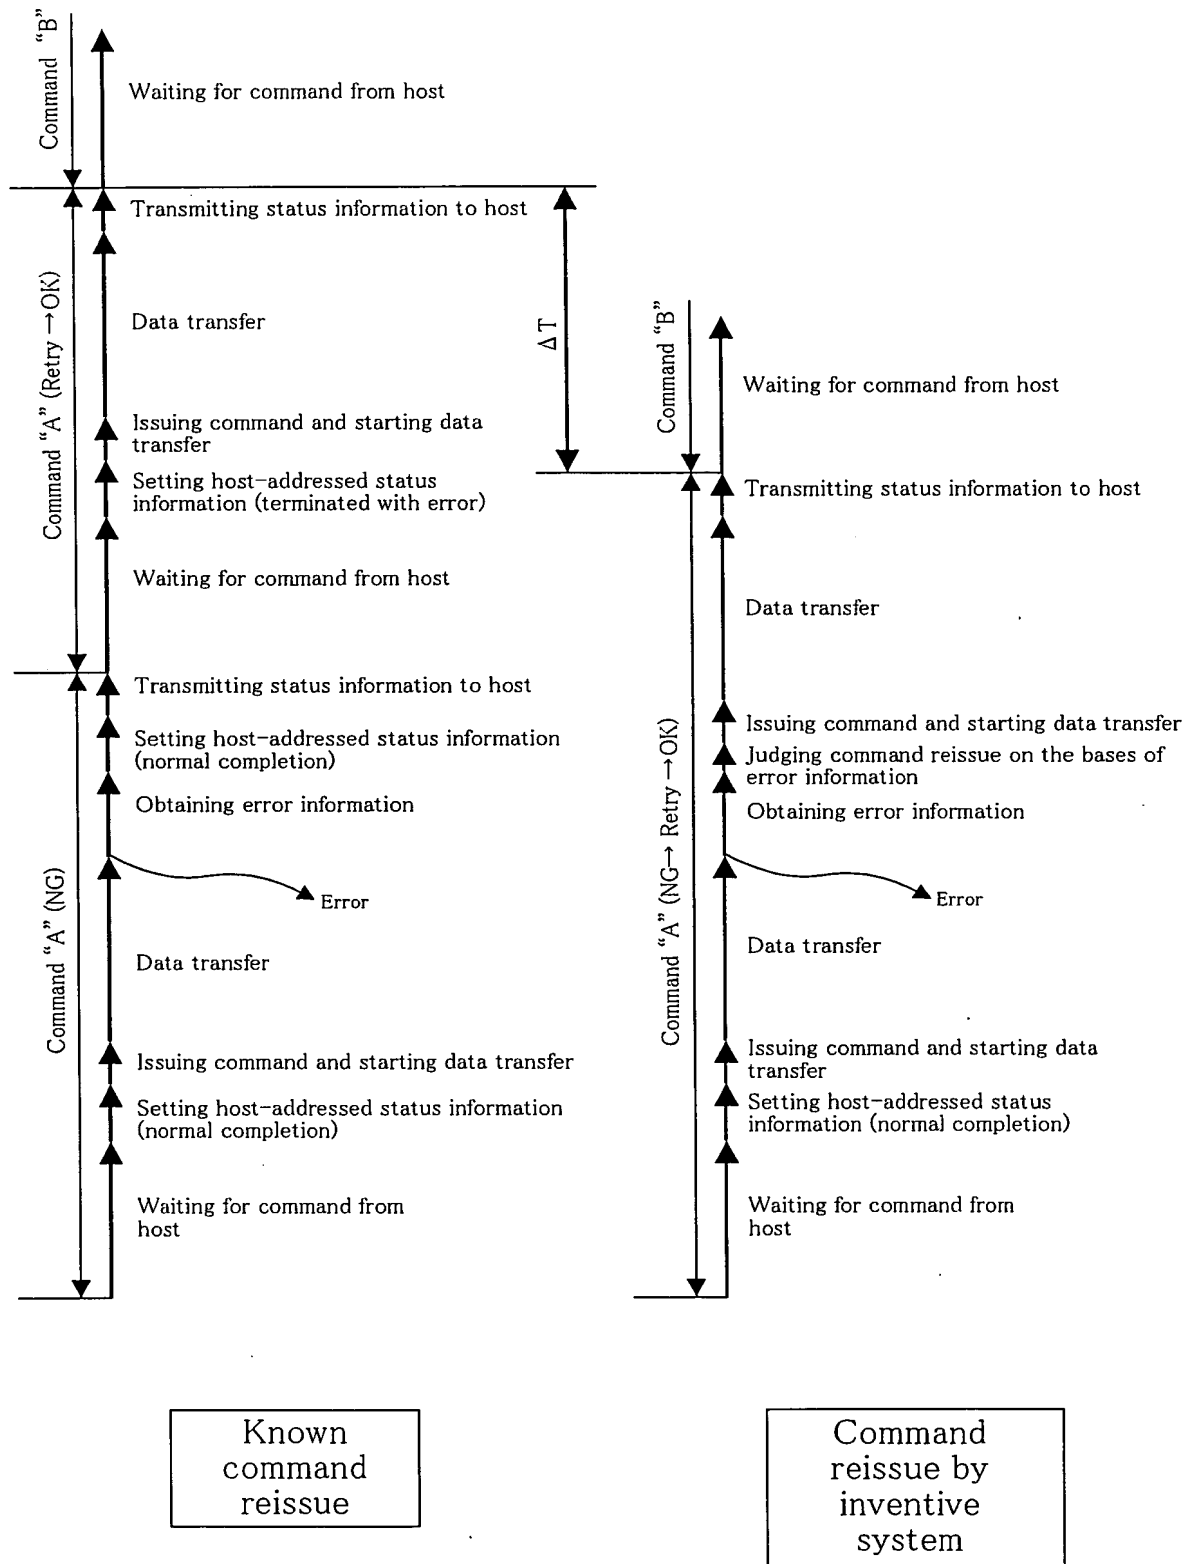 Command “B”
Waiting for command from host
Command “A” (Retry →OK)
Transmitting status information to host
Data transfer
Issuing command and starting data
transfer
Setting host-addressed status
information (terminated with error)
Waiting for command from host
Command “A” (NG)
Transmitting status information to host
Setting host-addressed status information
(normal completion)
Obtaining error information
Error
Data transfer
Issuing command and starting data transfer
Setting host-addressed status information
(normal completion)
Waiting for command from
host
Known
command
reissue
ΔT
Command “B”
Waiting for command from host
Command “A” (NG→ Retry →OK)
Transmitting status information to host
Data transfer
Issuing command and starting data transfer
Judging command reissue on the bases of
error information
Obtaining error information
Error
Data transfer
Issuing command and starting data
transfer
Setting host-addressed status
information (normal completion)
Waiting for command from
host
Command
reissue by
inventive
system